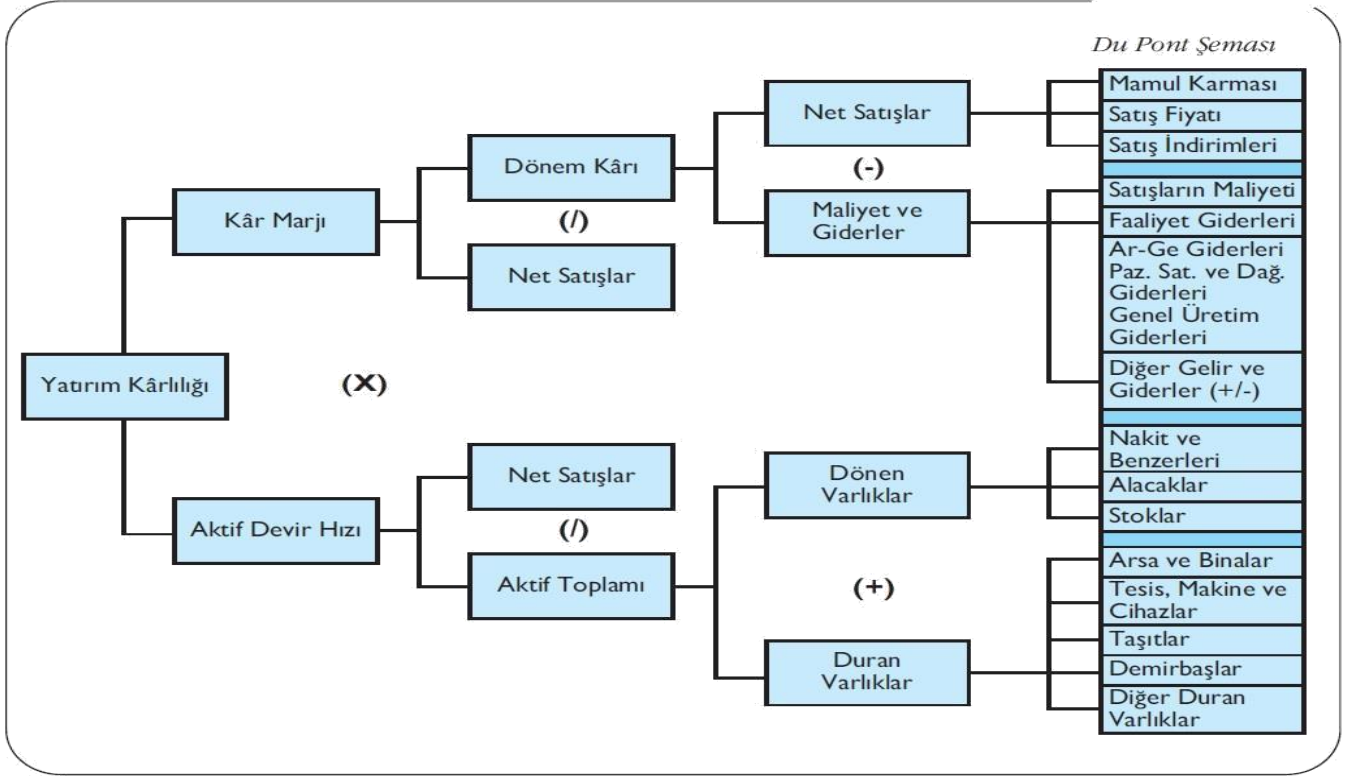 Du Pont Şeması
Yatırım Kârlılığı
(X)
Kâr Marjı
Aktif Devir Hızı
Dönem Kârı
(/)
Net Satışlar
Net Satışlar
(/)
Aktif Toplamı
Net Satışlar
(-)
Maliyet ve
Giderler
Dönen
Varlıklar
(+)
Duran
Varlıklar
Mamul Karması
Satış Fiyatı
Satış İndirimleri
Satışların Maliyeti
Faaliyet Giderleri
Ar-Ge Giderleri
Paz. Sat. ve Dağ.
Giderleri
Genel Üretim
Giderleri
Diğer Gelir ve
Giderler (+/-)
Nakit ve
Benzerleri
Alacaklar
Stoklar
Arsa ve Binalar
Tesis, Makine ve
Cihazlar
Taşıtlar
Demirbaşlar
Diğer Duran
Varlıklar